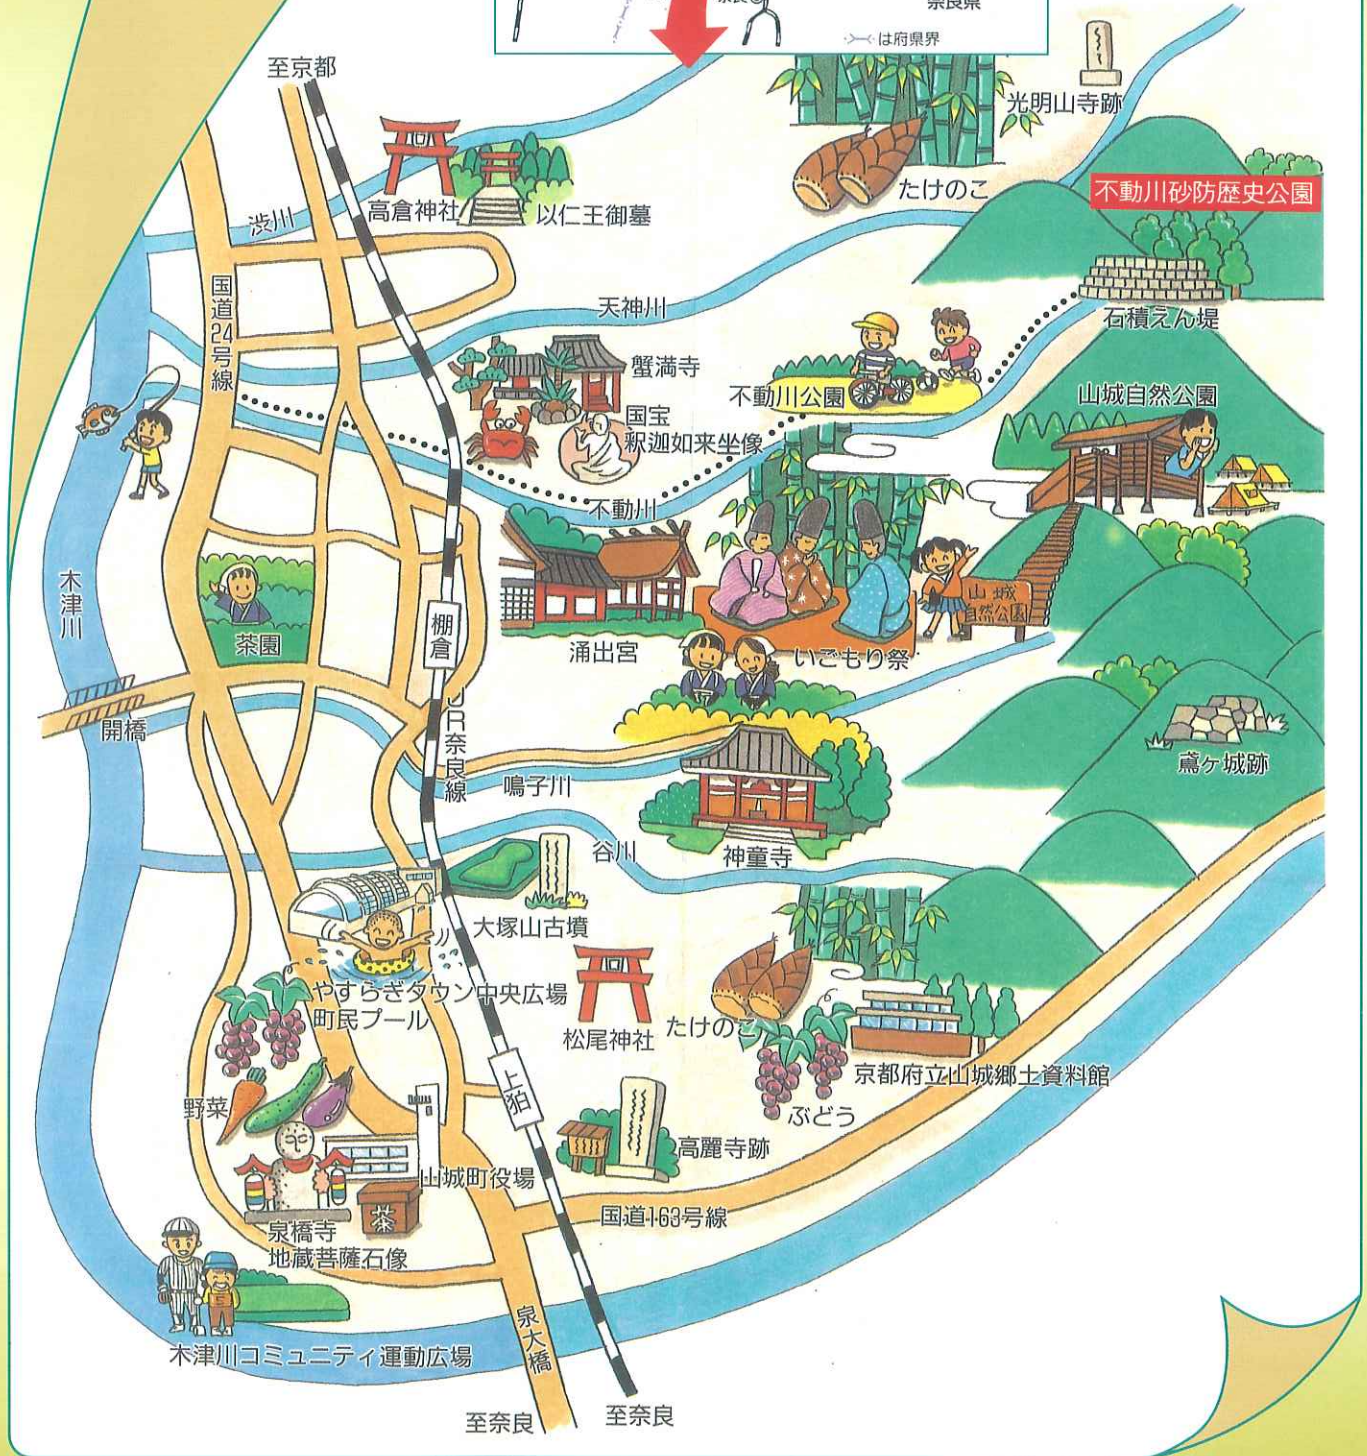 奈良県
は府県界
至京都
光明山寺跡
たけのこ
不動川砂防歴史公園
高倉神社
以仁王御墓
渋川
国道24号線
天神川
石積えん堤
蟹満寺
不動川公園
山城自然公園
国宝
釈迦如来坐像
不動川
木津川
茶園
棚倉
涌出宮
いごもり祭
山城
自然公園
開橋
JR奈良線
鳴子川
鳶ヶ城跡
谷川
神童寺
大塚山古墳
やすらぎタウン中央広場
町民プール
松尾神社
たけのこ
京都府立山城郷土資料館
上狛
野菜
ぶどう
高麗寺跡
山城町役場
茶
国道163号線
泉橋寺
地蔵菩薩石像
泉大橋
木津川コミュニティ運動広場
至奈良
至奈良